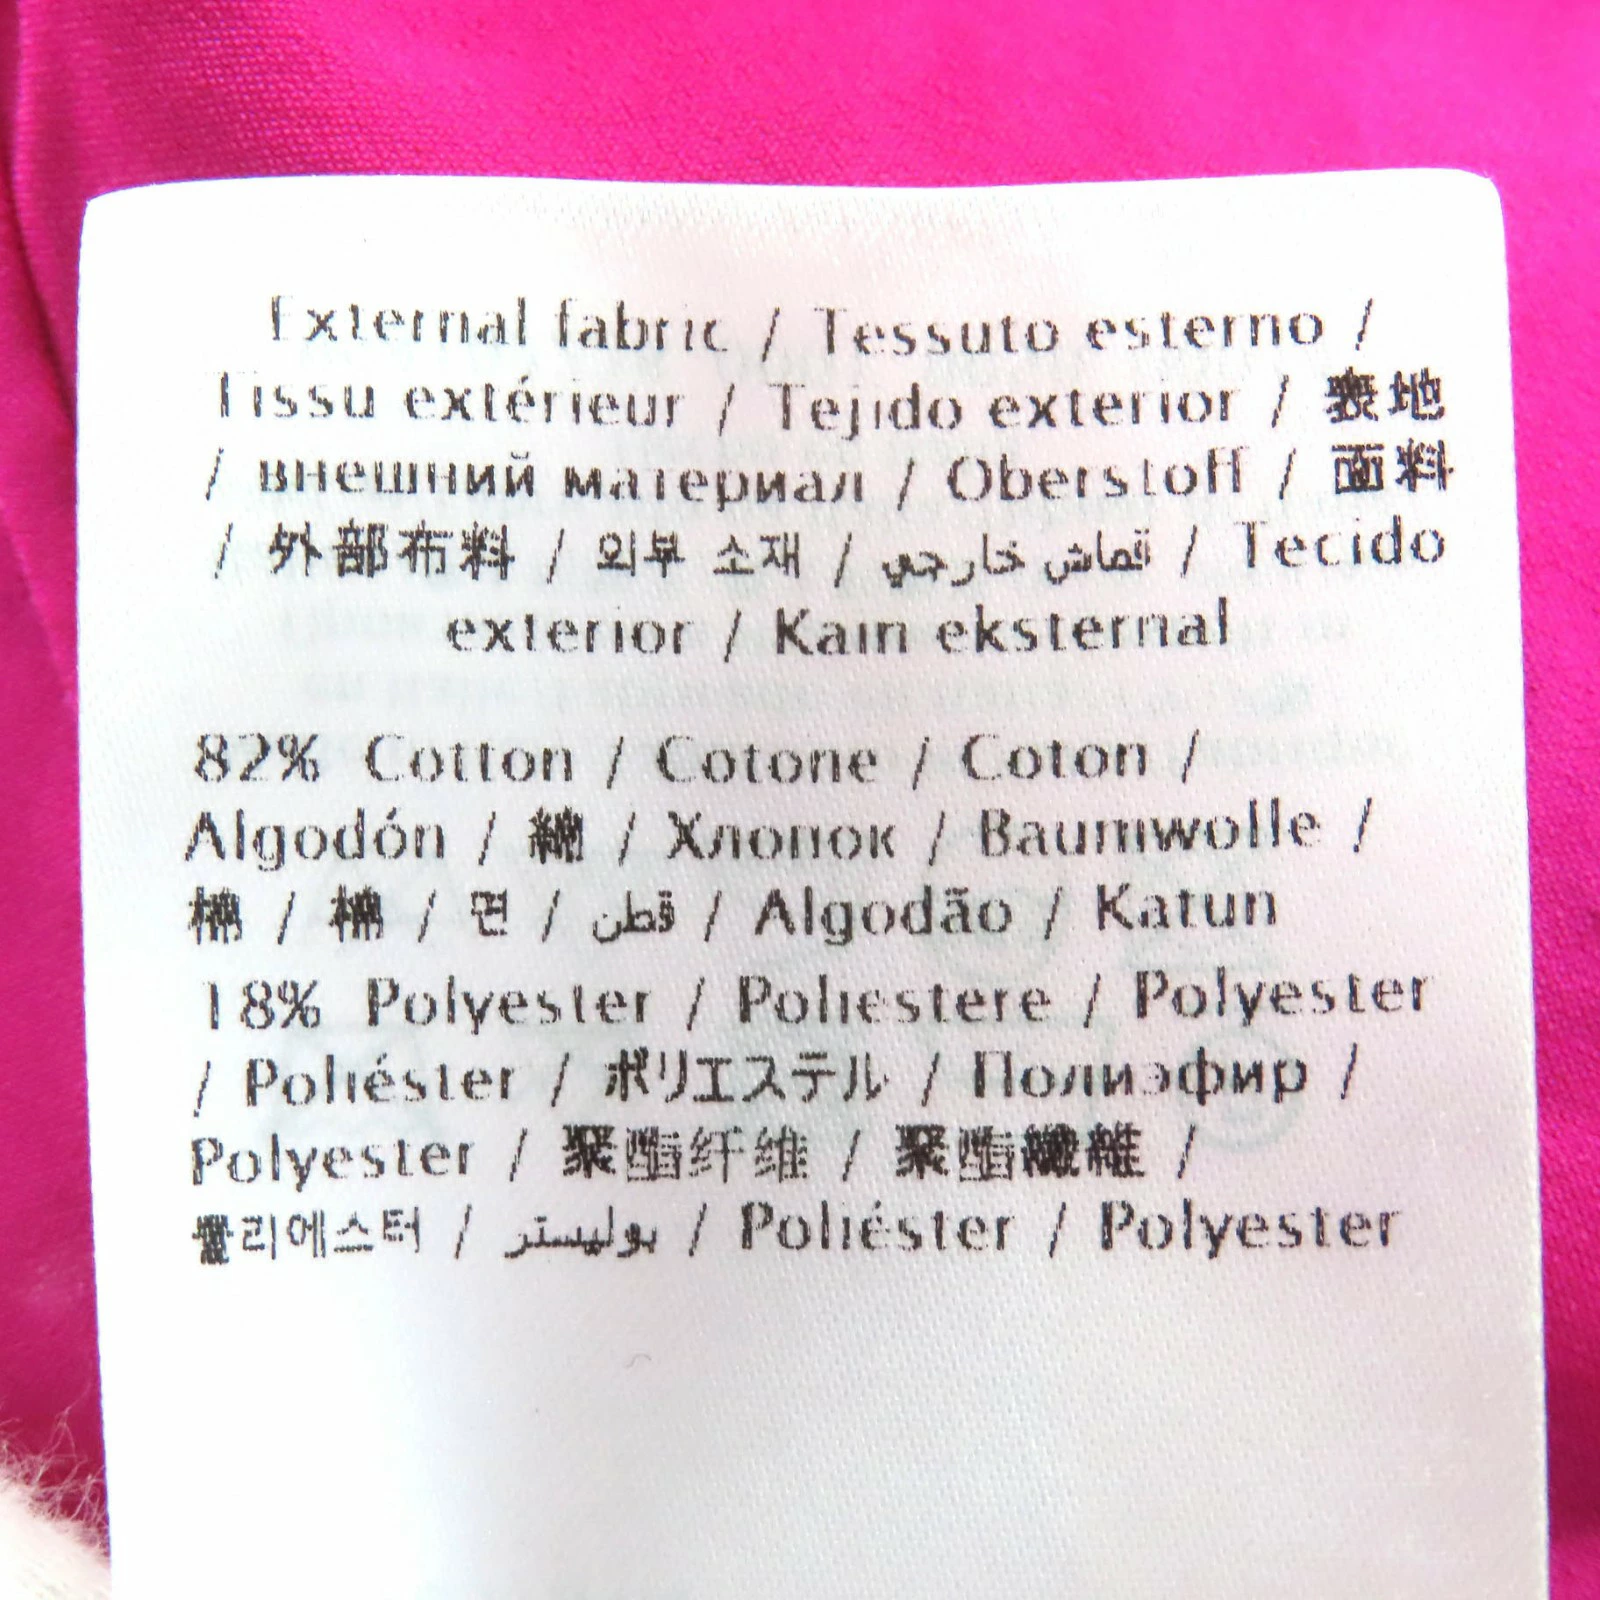 External fabric / Tessuto esterno /
Tissu extérieur / Tejido exterior / 表地
/ внешний материал / Oberstoff / 面料
/ 外部布料 / 외부 소재 / قماش خارجي / Tecido
exterior / Kain eksternal
82% Cotton / Cotone / Coton /
Algodón / 綿 / Хлопок / Baumwolle /
棉 / 棉 / 면 / قطن / Algodão / Katun
18% Polyester / Poliestere / Polyester
/ Poliéster / ポリエステル / Полиэфир /
Polyester / 聚酯纤维 / 聚酯纖維 /
폴리에스터 / بوليستر / Poliéster / Polyester